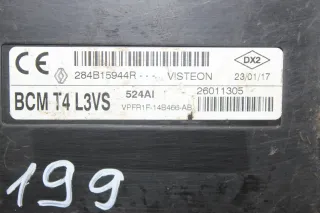 CE DX2
284B15944R--- VISTEON 23/01/17
BCM T4 L3VS 524AI 26011305
VPFR1F-14B466-AB
199